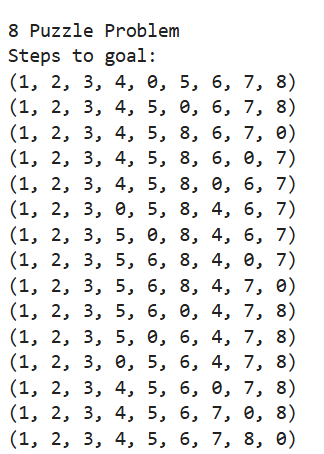 8 Puzzle Problem
Steps to goal:
(1, 2, 3, 4, 0, 5, 6, 7, 8)
(1, 2, 3, 4, 5, 0, 6, 7, 8)
(1, 2, 3, 4, 5, 8, 6, 7, 0)
(1, 2, 3, 4, 5, 8, 6, 0, 7)
(1, 2, 3, 4, 5, 8, 0, 6, 7)
(1, 2, 3, 0, 5, 8, 4, 6, 7)
(1, 2, 3, 5, 0, 8, 4, 6, 7)
(1, 2, 3, 5, 6, 8, 4, 0, 7)
(1, 2, 3, 5, 6, 8, 4, 7, 0)
(1, 2, 3, 5, 6, 0, 4, 7, 8)
(1, 2, 3, 5, 0, 6, 4, 7, 8)
(1, 2, 3, 0, 5, 6, 4, 7, 8)
(1, 2, 3, 4, 5, 6, 0, 7, 8)
(1, 2, 3, 4, 5, 6, 7, 0, 8)
(1, 2, 3, 4, 5, 6, 7, 8, 0)